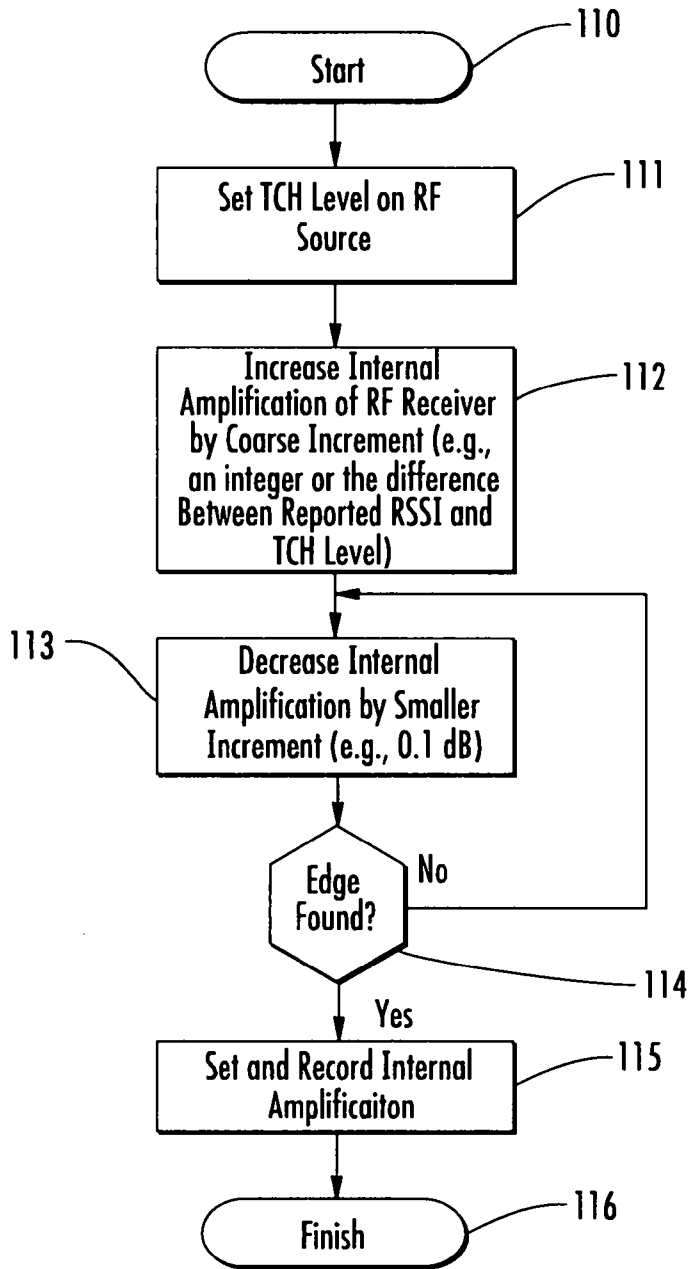 110
Start
111
Set TCH Level on RF
Source
112
Increase Internal
Amplification of RF Receiver
by Coarse Increment (e.g.,
an integer or the difference
Between Reported RSSI and
TCH Level)
113
Decrease Internal
Amplification by Smaller
Increment (e.g., 0.1 dB)
Edge
Found?
No
114
Yes
Set and Record Internal
Amplificaiton
115
Finish
116